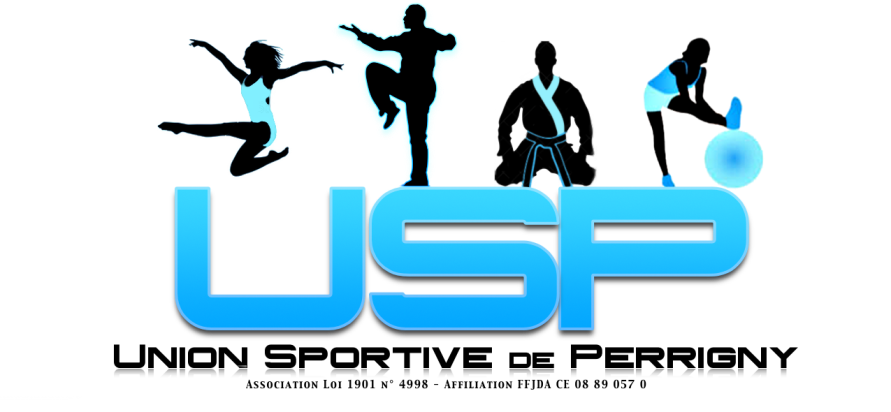 USP
Union Sportive de Perrigny
Association Loi 1901 n° 4998 - Affiliation FFJDA CE 08 89 057 0